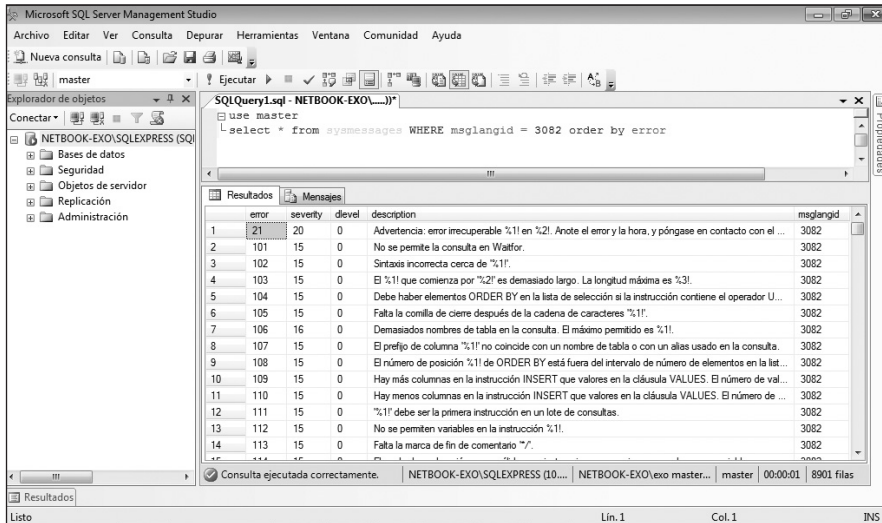 Microsoft SQL Server Management Studio
Archivo Editar Ver Consulta Depurar Herramientas Ventana Comunidad Ayuda
Nueva consulta
master Ejecutar
Explorador de objetos
Conectar
NETBOOK-EXO\SQLEXPRESS (SQL
Bases de datos
Seguridad
Objetos de servidor
Replicación
Administración
SQLQuery1.sql - NETBOOK-EXO\.....))*
use master
select * from sysmessages WHERE msglangid = 3082 order by error
Propiedades
Resultados Mensajes
error severity dlevel description msglangid
1 21 20 0 Advertencia: error irrecuperable %1! en %2!. Anote el error y la hora, y póngase en contacto con el ... 3082
2 101 15 0 No se permite la consulta en Waitfor. 3082
3 102 15 0 Sintaxis incorrecta cerca de '%1!'. 3082
4 103 15 0 El %1! que comienza por '%2!' es demasiado largo. La longitud máxima es %3!. 3082
5 104 15 0 Debe haber elementos ORDER BY en la lista de selección si la instrucción contiene el operador U... 3082
6 105 15 0 Falta la comilla de cierre después de la cadena de caracteres '%1!'. 3082
7 106 16 0 Demasiados nombres de tabla en la consulta. El máximo permitido es %1!. 3082
8 107 15 0 El prefijo de columna '%1!' no coincide con un nombre de tabla o con un alias usado en la consulta. 3082
9 108 15 0 El número de posición %1! de ORDER BY está fuera del intervalo de número de elementos en la list... 3082
10 109 15 0 Hay más columnas en la instrucción INSERT que valores en la cláusula VALUES. El número de val... 3082
11 110 15 0 Hay menos columnas en la instrucción INSERT que valores en la cláusula VALUES. El número de ... 3082
12 111 15 0 '%1!' debe ser la primera instrucción en un lote de consultas. 3082
13 112 15 0 No se permiten variables en la instrucción %1!. 3082
14 113 15 0 Falta la marca de fin de comentario '*/'. 3082
Consulta ejecutada correctamente. NETBOOK-EXO\SQLEXPRESS (10.... NETBOOK-EXO\exo master... master 00:00:01 8901 filas
Resultados
Listo Lín. 1 Col. 1 INS